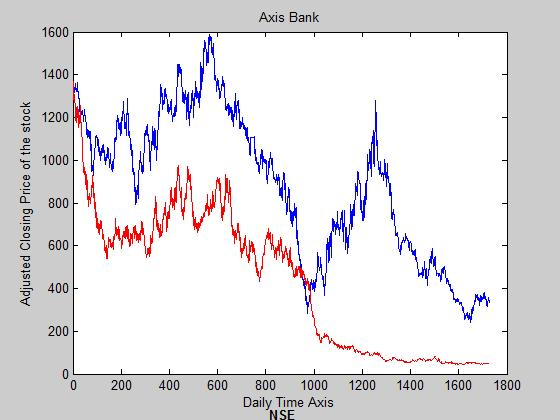 Axis Bank
Adjusted Closing Price of the stock
1600
1400
1200
1000
800
600
400
200
0
0 200 400 600 800 1000 1200 1400 1600 1800
Daily Time Axis
NSE